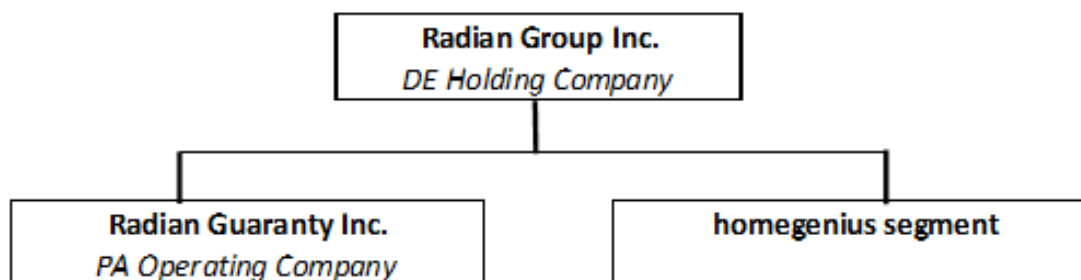 Radian Group Inc.
DE Holding Company
Radian Guaranty Inc.
PA Operating Company
homegenius segment